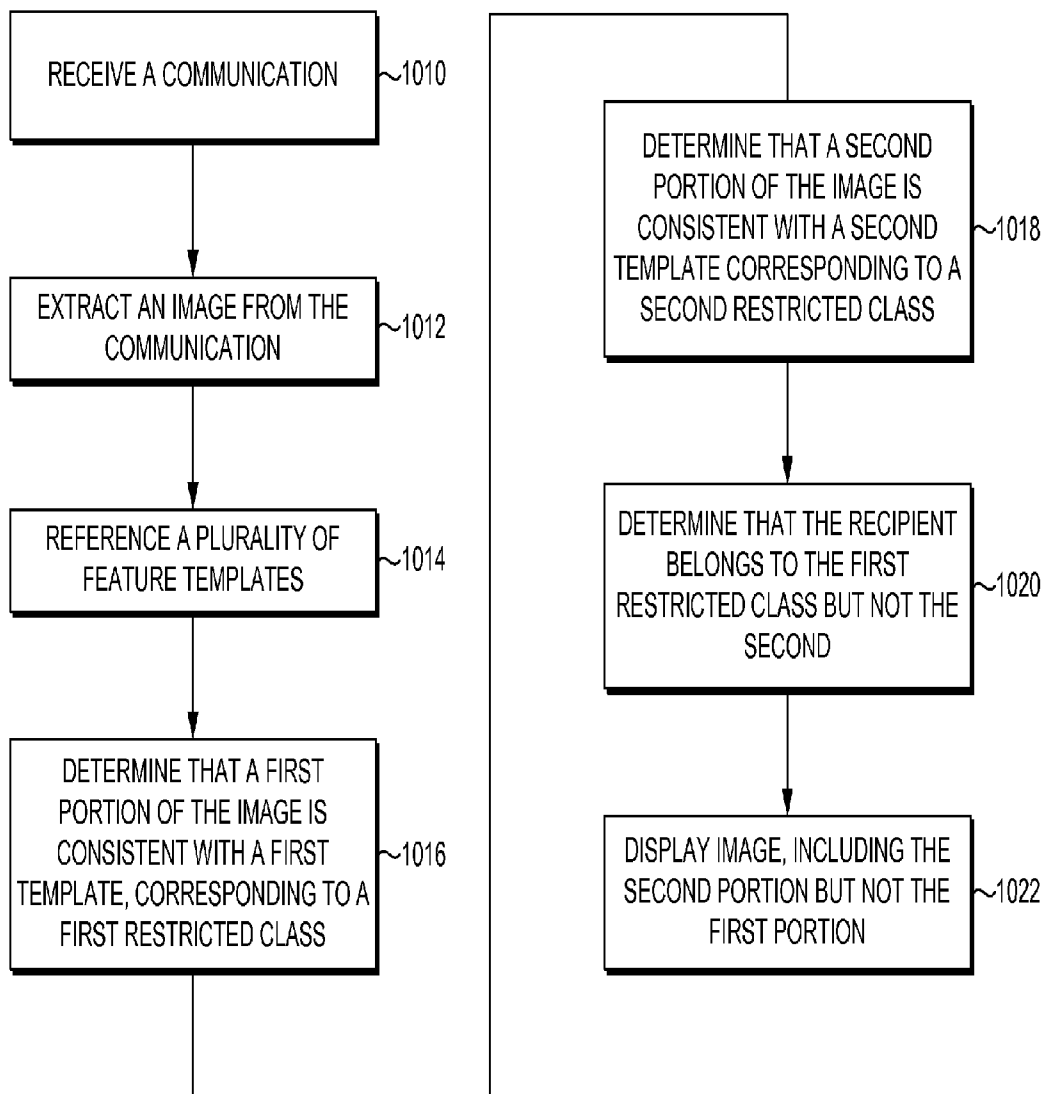 RECEIVE A COMMUNICATION
~1010
EXTRACT AN IMAGE FROM THE
COMMUNICATION
~1012
REFERENCE A PLURALITY OF
FEATURE TEMPLATES
~1014
DETERMINE THAT A FIRST
PORTION OF THE IMAGE IS
CONSISTENT WITH A FIRST
TEMPLATE, CORRESPONDING TO A
FIRST RESTRICTED CLASS
~1016
DETERMINE THAT A SECOND
PORTION OF THE IMAGE IS
CONSISTENT WITH A SECOND
TEMPLATE CORRESPONDING TO A
SECOND RESTRICTED CLASS
~1018
DETERMINE THAT THE RECIPIENT
BELONGS TO THE FIRST
RESTRICTED CLASS BUT NOT THE
SECOND
~1020
DISPLAY IMAGE, INCLUDING THE
SECOND PORTION BUT NOT THE
FIRST PORTION
~1022